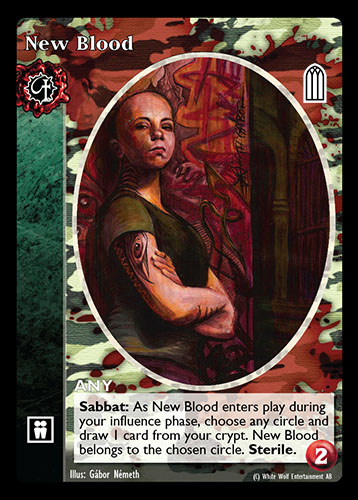 New Blood
ANY
Sabbat: As New Blood enters play during
your influence phase, choose any circle and
draw 1 card from your crypt. New Blood
belongs to the chosen circle. Sterile.
2
Illus: Gábor Németh
(C) White Wolf Entertainment AB